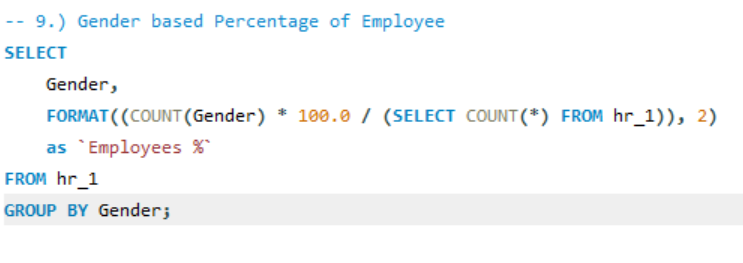 -- 9.) Gender based Percentage of Employee
SELECT
    Gender,
    FORMAT((COUNT(Gender) * 100.0 / (SELECT COUNT(*) FROM hr_1)), 2)
    as `Employees %`
FROM hr_1
GROUP BY Gender;